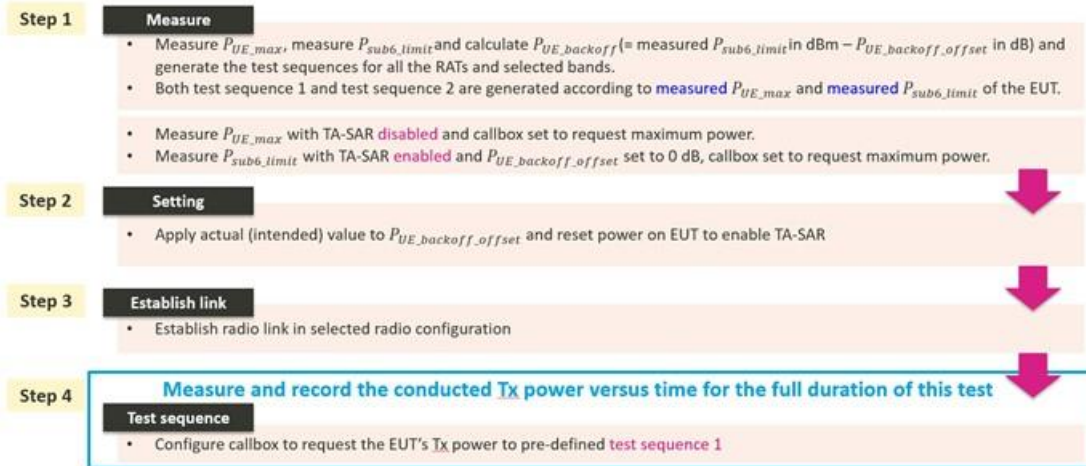 Step 1
Measure
• Measure P_UE_max, measure P_sub6_limit and calculate P_UE_backoff(= measured P_sub6_limit in dBm – P_UE_backoff_offset in dB) and
generate the test sequences for all the RATs and selected bands.
• Both test sequence 1 and test sequence 2 are generated according to measured P_UE_max and measured P_sub6_limit of the EUT.
• Measure P_UE_max with TA-SAR disabled and callbox set to request maximum power.
• Measure P_sub6_limit with TA-SAR enabled and P_UE_backoff_offset set to 0 dB, callbox set to request maximum power.
Step 2
Setting
• Apply actual (intended) value to P_UE_backoff_offset and reset power on EUT to enable TA-SAR
Step 3
Establish link
• Establish radio link in selected radio configuration
Step 4
Measure and record the conducted Tx power versus time for the full duration of this test
Test sequence
• Configure callbox to request the EUT's Tx power to pre-defined test sequence 1